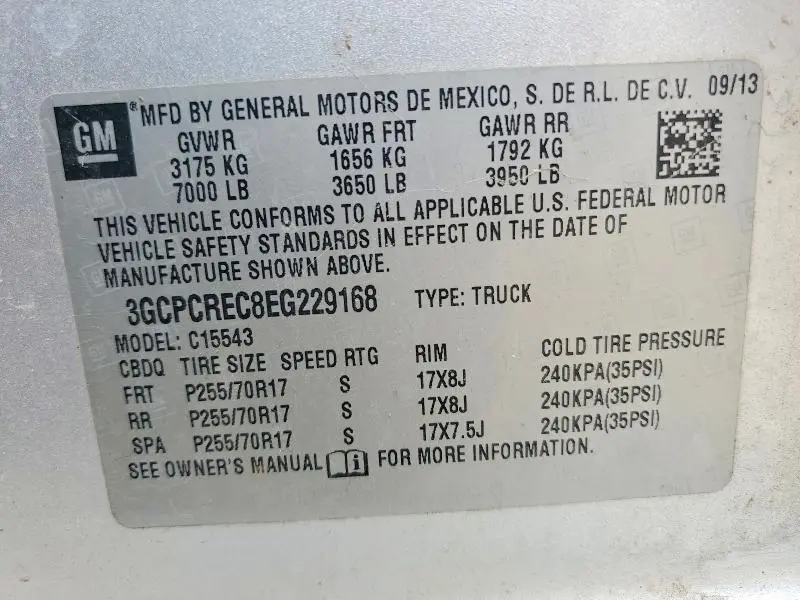 GM ® MFD BY GENERAL MOTORS DE MEXICO, S. DE R.L. DE C.V. 09/13
GVWR GAWR FRT GAWR RR
3175 KG 1656 KG 1792 KG
7000 LB 3650 LB 3950 LB
THIS VEHICLE CONFORMS TO ALL APPLICABLE U.S. FEDERAL MOTOR
VEHICLE SAFETY STANDARDS IN EFFECT ON THE DATE OF
MANUFACTURE SHOWN ABOVE.
3GCPCREC8EG229168 TYPE: TRUCK
MODEL: C15543
CBDQ TIRE SIZE SPEED RTG RIM COLD TIRE PRESSURE
FRT P255/70R17 S 17X8J 240KPA(35PSI)
RR P255/70R17 S 17X8J 240KPA(35PSI)
SPA P255/70R17 S 17X7.5J 240KPA(35PSI)
SEE OWNER'S MANUAL i FOR MORE INFORMATION.